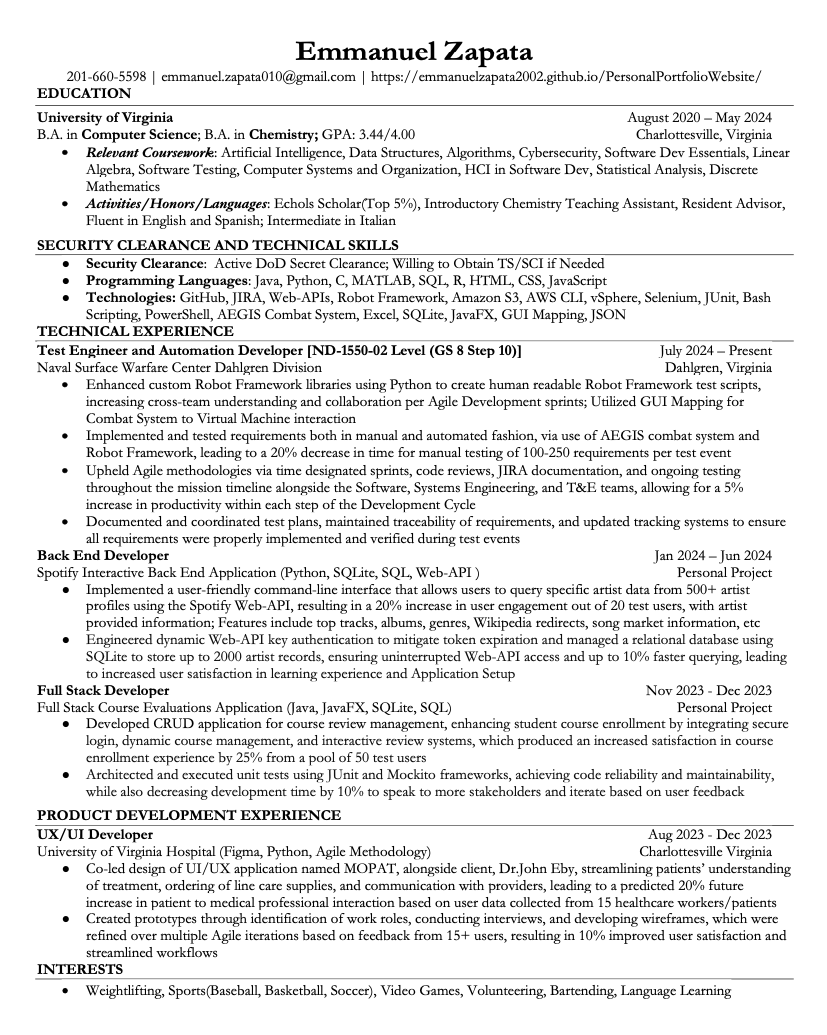 Emmanuel Zapata
201-660-5598 | emmanuel.zapata010@gmail.com | https://emmanuelzapata2002.github.io/PersonalPortfolioWebsite/
EDUCATION
University of Virginia August 2020 – May 2024
B.A. in Computer Science; B.A. in Chemistry; GPA: 3.44/4.00 Charlottesville, Virginia
• Relevant Coursework: Artificial Intelligence, Data Structures, Algorithms, Cybersecurity, Software Dev Essentials, Linear
Algebra, Software Testing, Computer Systems and Organization, HCI in Software Dev, Statistical Analysis, Discrete
Mathematics
• Activities/Honors/Languages: Echols Scholar(Top 5%), Introductory Chemistry Teaching Assistant, Resident Advisor,
Fluent in English and Spanish; Intermediate in Italian
SECURITY CLEARANCE AND TECHNICAL SKILLS
• Security Clearance: Active DoD Secret Clearance; Willing to Obtain TS/SCI if Needed
• Programming Languages: Java, Python, C, MATLAB, SQL, R, HTML, CSS, JavaScript
• Technologies: GitHub, JIRA, Web-APIs, Robot Framework, Amazon S3, AWS CLI, vSphere, Selenium, JUnit, Bash
Scripting, PowerShell, AEGIS Combat System, Excel, SQLite, JavaFX, GUI Mapping, JSON
TECHNICAL EXPERIENCE
Test Engineer and Automation Developer [ND-1550-02 Level (GS 8 Step 10)] July 2024 – Present
Naval Surface Warfare Center Dahlgren Division Dahlgren, Virginia
• Enhanced custom Robot Framework libraries using Python to create human readable Robot Framework test scripts,
increasing cross-team understanding and collaboration per Agile Development sprints; Utilized GUI Mapping for
Combat System to Virtual Machine interaction
• Implemented and tested requirements both in manual and automated fashion, via use of AEGIS combat system and
Robot Framework, leading to a 20% decrease in time for manual testing of 100-250 requirements per test event
• Upheld Agile methodologies via time designated sprints, code reviews, JIRA documentation, and ongoing testing
throughout the mission timeline alongside the Software, Systems Engineering, and T&E teams, allowing for a 5%
increase in productivity within each step of the Development Cycle
• Documented and coordinated test plans, maintained traceability of requirements, and updated tracking systems to ensure
all requirements were properly implemented and verified during test events
Back End Developer Jan 2024 – Jun 2024
Spotify Interactive Back End Application (Python, SQLite, SQL, Web-API ) Personal Project
• Implemented a user-friendly command-line interface that allows users to query specific artist data from 500+ artist
profiles using the Spotify Web-API, resulting in a 20% increase in user engagement out of 20 test users, with artist
provided information; Features include top tracks, albums, genres, Wikipedia redirects, song market information, etc
• Engineered dynamic Web-API key authentication to mitigate token expiration and managed a relational database using
SQLite to store up to 2000 artist records, ensuring uninterrupted Web-API access and up to 10% faster querying, leading
to increased user satisfaction in learning experience and Application Setup
Full Stack Developer Nov 2023 - Dec 2023
Full Stack Course Evaluations Application (Java, JavaFX, SQLite, SQL) Personal Project
• Developed CRUD application for course review management, enhancing student course enrollment by integrating secure
login, dynamic course management, and interactive review systems, which produced an increased satisfaction in course
enrollment experience by 25% from a pool of 50 test users
• Architected and executed unit tests using JUnit and Mockito frameworks, achieving code reliability and maintainability,
while also decreasing development time by 10% to speak to more stakeholders and iterate based on user feedback
PRODUCT DEVELOPMENT EXPERIENCE
UX/UI Developer Aug 2023 - Dec 2023
University of Virginia Hospital (Figma, Python, Agile Methodology) Charlottesville Virginia
• Co-led design of UI/UX application named MOPAT, alongside client, Dr.John Eby, streamlining patients’ understanding
of treatment, ordering of line care supplies, and communication with providers, leading to a predicted 20% future
increase in patient to medical professional interaction based on user data collected from 15 healthcare workers/patients
• Created prototypes through identification of work roles, conducting interviews, and developing wireframes, which were
refined over multiple Agile iterations based on feedback from 15+ users, resulting in 10% improved user satisfaction and
streamlined workflows
INTERESTS
• Weightlifting, Sports(Baseball, Basketball, Soccer), Video Games, Volunteering, Bartending, Language Learning